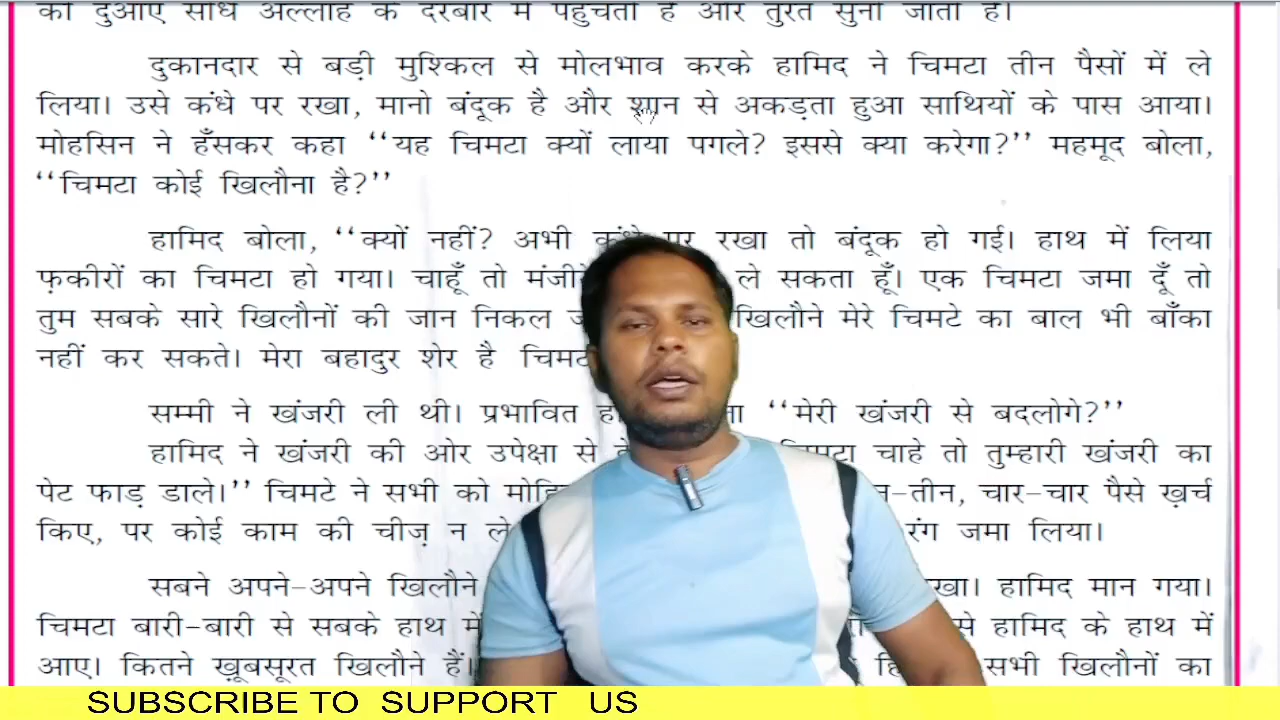 की दुआएँ सीधे अल्लाह के दरबार में पहुँचती हैं और तुरंत सुनी जाती हैं।
दुकानदार से बड़ी मुश्किल से मोलभाव करके हामिद ने चिमटा तीन पैसों में ले
लिया। उसे कंधे पर रखा, मानो बंदूक है और शान से अकड़ता हुआ साथियों के पास आया।
मोहसिन ने हँसकर कहा ‘‘यह चिमटा क्यों लाया पगले? इससे क्या करेगा?’’ महमूद बोला,
‘‘चिमटा कोई खिलौना है?’’
हामिद बोला, ‘‘क्यों नहीं? अभी कंधे पर रखा तो बंदूक हो गई। हाथ में लिया
फ़कीरों का चिमटा हो गया। चाहूँ तो ले सकता हूँ। एक चिमटा जमा दूँ तो
तुम सबके सारे खिलौनों की जान निकल खिलौने मेरे चिमटे का बाल भी बाँका
नहीं कर सकते। मेरा बहादुर शेर है
सम्मी ने खंजरी ली थी। प्रभावित ‘‘मेरी खंजरी से बदलोगे?’’
हामिद ने खंजरी की ओर उपेक्षा से चिमटा चाहे तो तुम्हारी खंजरी का
पेट फाड़ डाले।’’ चिमटे ने सभी को चार-चार पैसे ख़र्च
किए, पर कोई काम की चीज़ न रंग जमा लिया।
सबने अपने-अपने खिलौने हामिद मान गया।
चिमटा बारी-बारी से सबके हाथ में से हामिद के हाथ में
आए। कितने ख़ूबसूरत खिलौने हैं। सभी खिलौनों का
SUBSCRIBE TO SUPPORT US